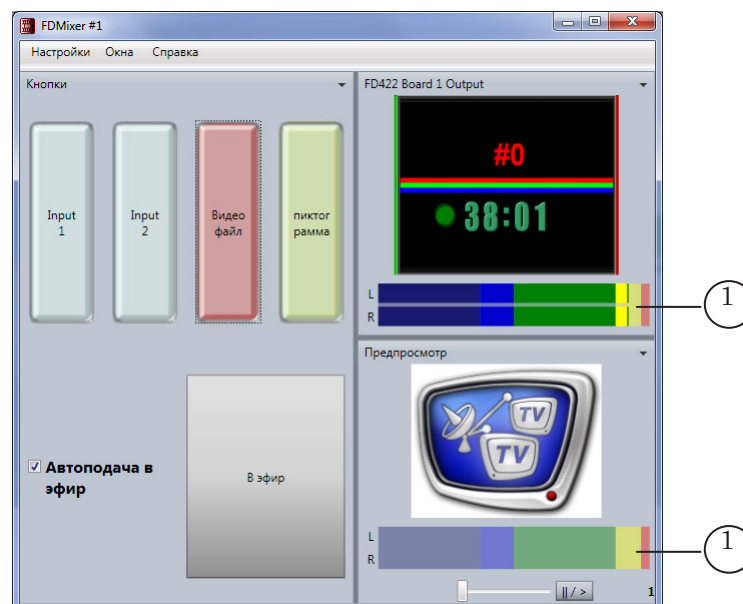 FDMixer #1
Настройки Окна Справка
Кнопки
Input
1
Input
2
Видео
файл
пиктог
рамма
Автоподача в
эфир
В эфир
FD422 Board 1 Output
#0
38:01
L
R
1
Предпросмотр
TV
TV
L
R
1
|| / >
1